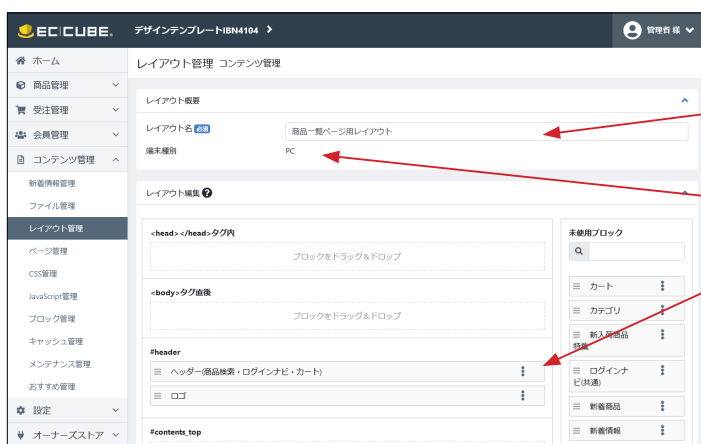 EC CUBE.
デザインテンプレートIBN4104
管理者 様
ホーム
商品管理
受注管理
会員管理
コンテンツ管理
新着情報管理
ファイル管理
レイアウト管理
ページ管理
CSS管理
JavaScript管理
ブロック管理
キャッシュ管理
メンテナンス管理
おすすめ管理
設定
オーナーズストア
レイアウト管理 コンテンツ管理
レイアウト概要
レイアウト名 必須
商品一覧ページ用レイアウト
端末種別
PC
レイアウト編集
<head></head>タグ内
ブロックをドラッグ&ドロップ
<body>タグ直後
ブロックをドラッグ&ドロップ
#header
ヘッダー(商品検索・ログインナビ・カート)
ロゴ
#contents_top
未使用ブロック
カート
カテゴリ
新入荷商品
特集
ログインナ
ビ(共通)
新着商品
新着情報